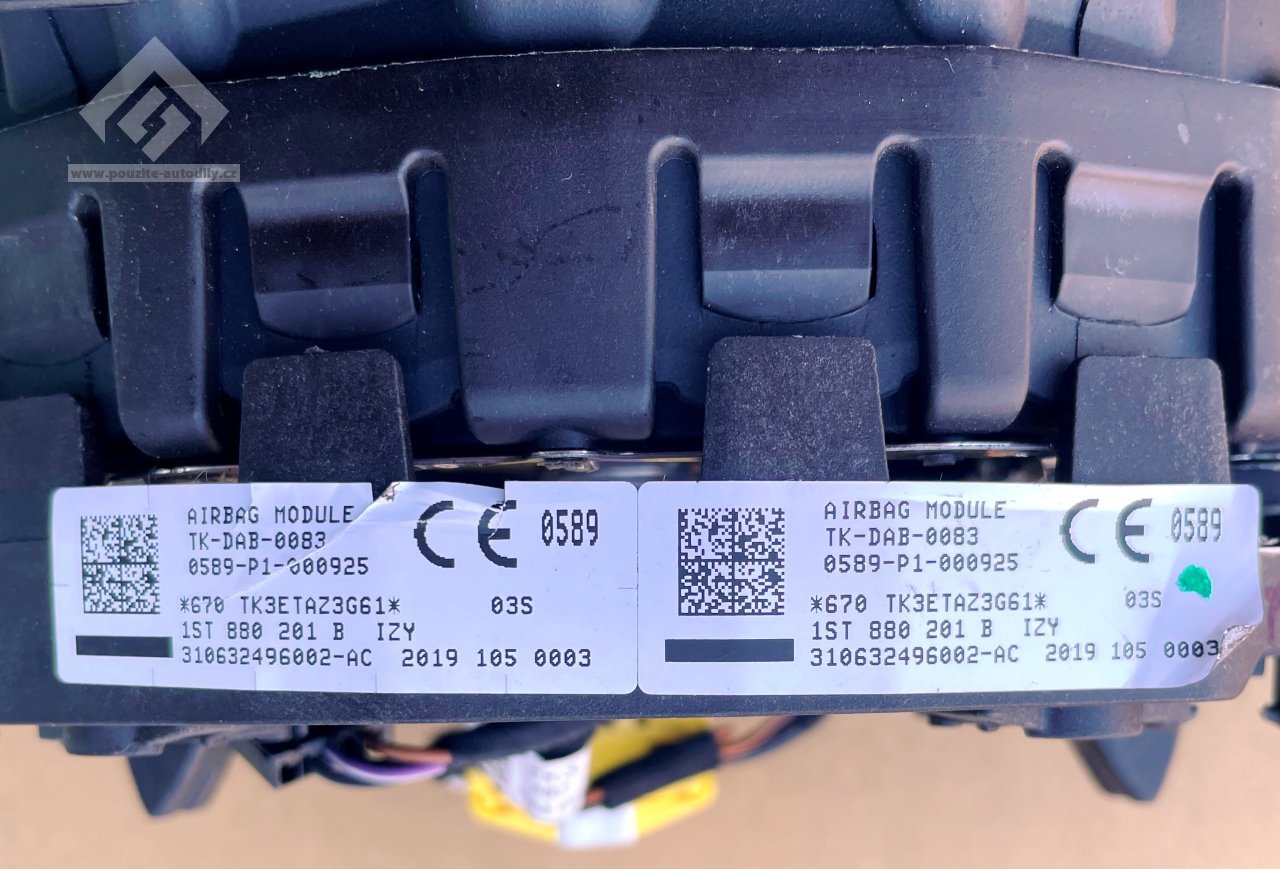 www.pouzite-autodily.cz
AIRBAG MODULE
TK-DAB-0083
0589-P1-000925
CE 0589
*670 TK3ETAZ3G61* 03S
1ST 880 201 B IZY
310632496002-AC 2019 105 0003
AIRBAG MODULE
TK-DAB-0083
0589-P1-000925
CE 0589
*670 TK3ETAZ3G61* 03S
1ST 880 201 B IZY
310632496002-AC 2019 105 0003